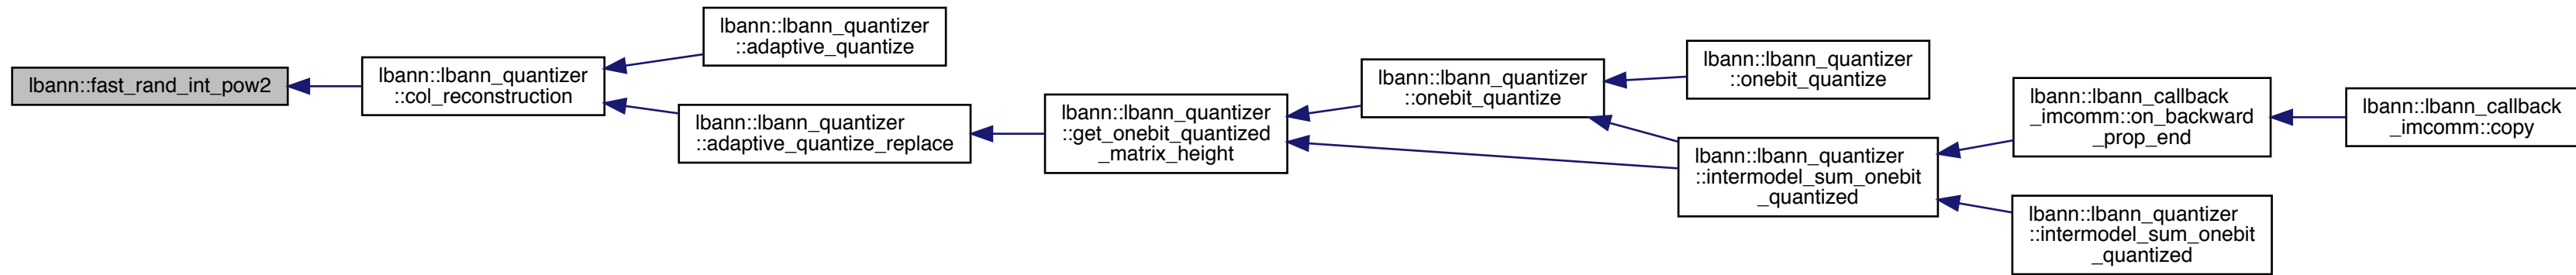 lbann::fast_rand_int_pow2
lbann::lbann_quantizer
::col_reconstruction
lbann::lbann_quantizer
::adaptive_quantize
lbann::lbann_quantizer
::adaptive_quantize_replace
lbann::lbann_quantizer
::get_onebit_quantized
_matrix_height
lbann::lbann_quantizer
::onebit_quantize
lbann::lbann_quantizer
::onebit_quantize
lbann::lbann_quantizer
::intermodel_sum_onebit
_quantized
lbann::lbann_callback
_imcomm::on_backward
_prop_end
lbann::lbann_quantizer
::intermodel_sum_onebit
_quantized
lbann::lbann_callback
_imcomm::copy